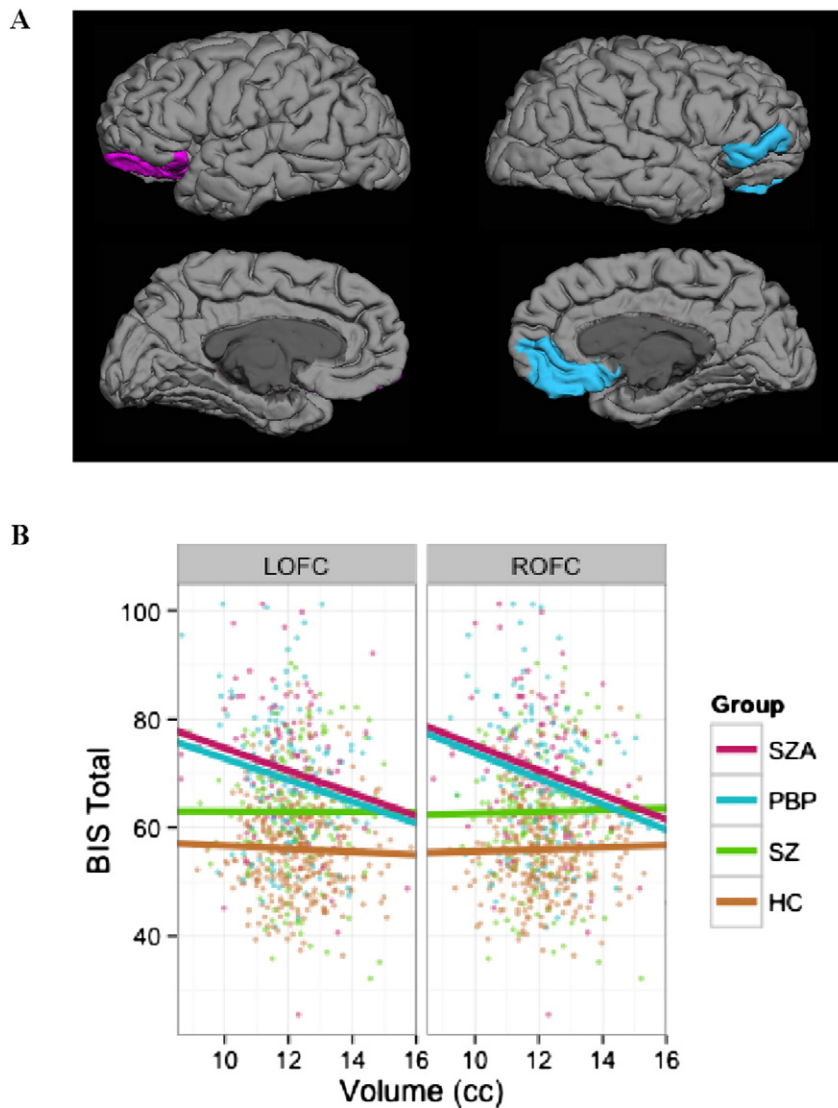 A
B
LOFC
ROFC
100
80
60
40
BIS Total
10
12
14
16
10
12
14
16
Volume (cc)
Group
SZA
PBP
SZ
HC